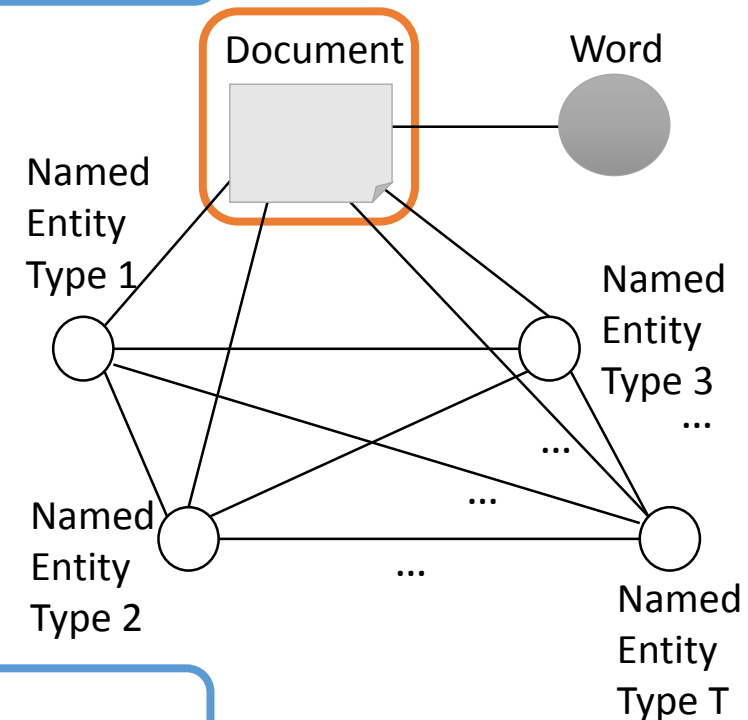 Document
Word
Named
Entity
Type 1
Named
Entity
Type 3
...
...
...
Named
Entity
Type 2
...
Named
Entity
Type T